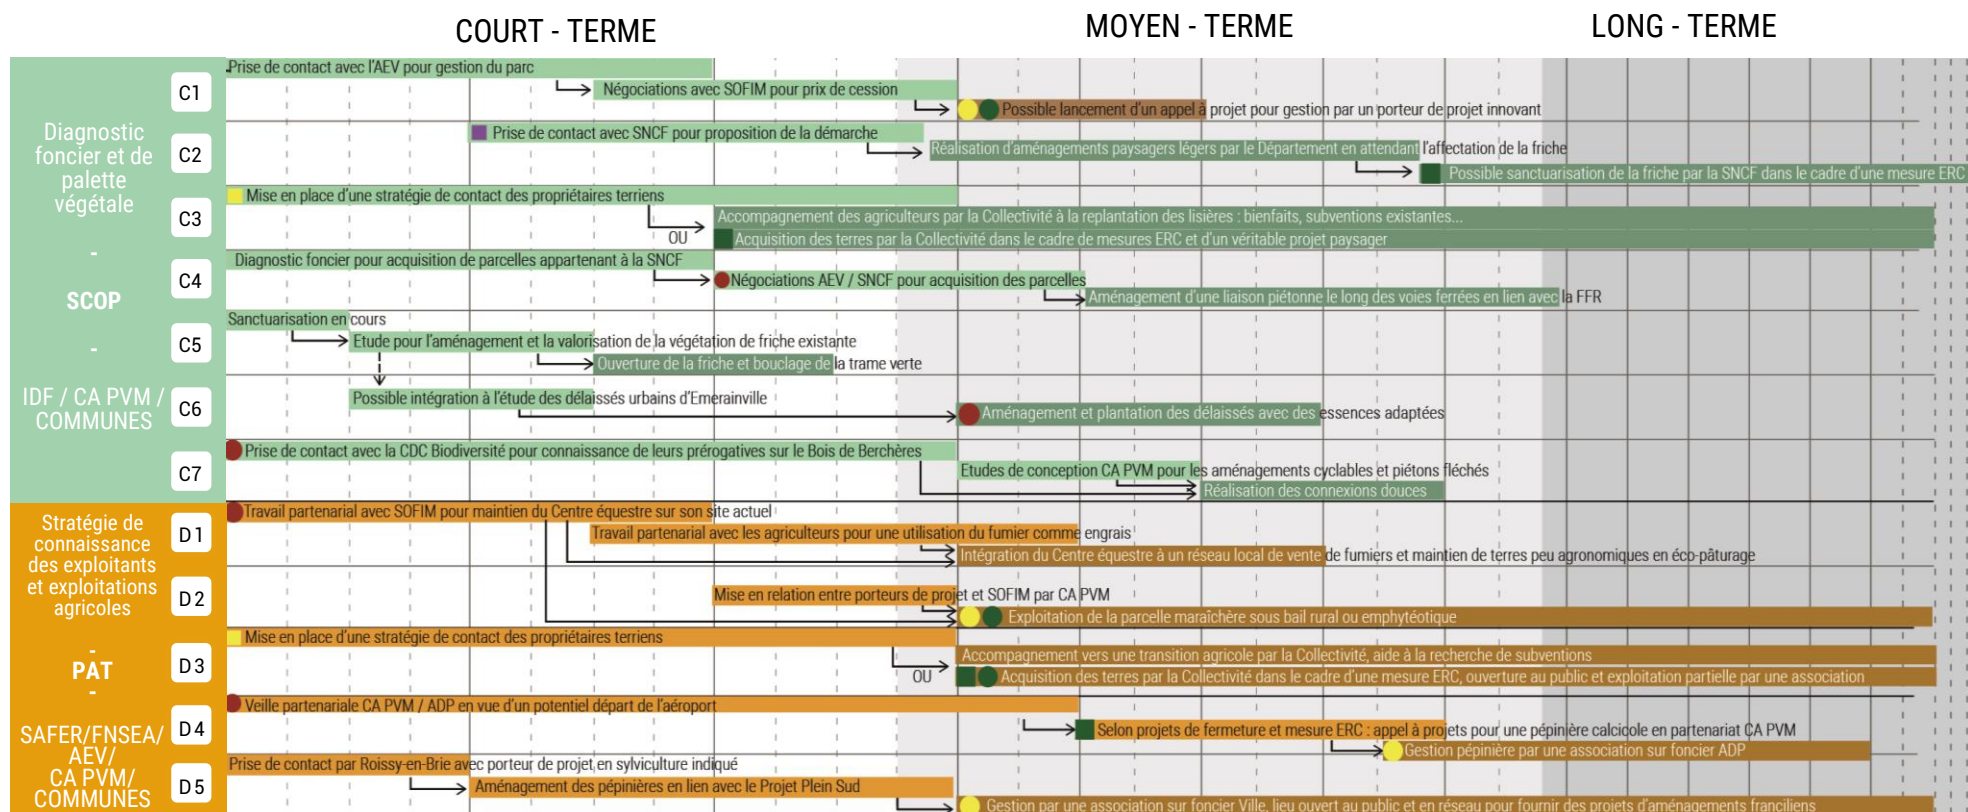 COURT - TERME
MOYEN - TERME
LONG - TERME
Diagnostic
foncier et de
palette
végétale
-
SCOP
-
IDF / CA PVM /
COMMUNES
C1
Prise de contact avec l'AEV pour gestion du parc
Négociations avec SOFIM pour prix de cession
Possible lancement d'un appel à projet pour gestion par un porteur de projet innovant
C2
Prise de contact avec SNCF pour proposition de la démarche
Réalisation d'aménagements paysagers légers par le Département en attendant l'affectation de la friche
Possible sanctuarisation de la friche par la SNCF dans le cadre d'une mesure ERC
C3
Mise en place d'une stratégie de contact des propriétaires terriens
Accompagnement des agriculteurs par la Collectivité à la replantation des lisières : bienfaits, subventions existantes...
OU
Acquisition des terres par la Collectivité dans le cadre de mesures ERC et d'un véritable projet paysager
C4
Diagnostic foncier pour acquisition de parcelles appartenant à la SNCF
Négociations AEV / SNCF pour acquisition des parcelles
Aménagement d'une liaison piétonne le long des voies ferrées en lien avec la FFR
C5
Sanctuarisation en cours
Etude pour l'aménagement et la valorisation de la végétation de friche existante
Ouverture de la friche et bouclage de la trame verte
C6
Possible intégration à l'étude des délaissés urbains d'Emerainville
Aménagement et plantation des délaissés avec des essences adaptées
C7
Prise de contact avec la CDC Biodiversité pour connaissance de leurs prérogatives sur le Bois de Berchères
Etudes de conception CA PVM pour les aménagements cyclables et piétons fléchés
Réalisation des connexions douces
Stratégie de
connaissance
des exploitants
et exploitations
agricoles
-
PAT
-
SAFER/FNSEA/
AEV/
CA PVM/
COMMUNES
D1
Travail partenarial avec SOFIM pour maintien du Centre équestre sur son site actuel
Travail partenarial avec les agriculteurs pour une utilisation du fumier comme engrais
Intégration du Centre équestre à un réseau local de vente de fumiers et maintien de terres peu agronomiques en éco-pâturage
D2
Mise en relation entre porteurs de projet et SOFIM par CA PVM
Exploitation de la parcelle maraîchère sous bail rural ou emphytéotique
D3
Mise en place d'une stratégie de contact des propriétaires terriens
Accompagnement vers une transition agricole par la Collectivité, aide à la recherche de subventions
OU
Acquisition des terres par la Collectivité dans le cadre d'une mesure ERC, ouverture au public et exploitation partielle par une association
D4
Veille partenariale CA PVM / ADP en vue d'un potentiel départ de l'aéroport
Selon projets de fermeture et mesure ERC : appel à projets pour une pépinière calcicole en partenariat CA PVM
Gestion pépinière par une association sur foncier ADP
D5
Prise de contact par Roissy-en-Brie avec porteur de projet en sylviculture indiqué
Aménagement des pépinières en lien avec le Projet Plein Sud
Gestion par une association sur foncier Ville, lieu ouvert au public et en réseau pour fournir des projets d'aménagements franciliens